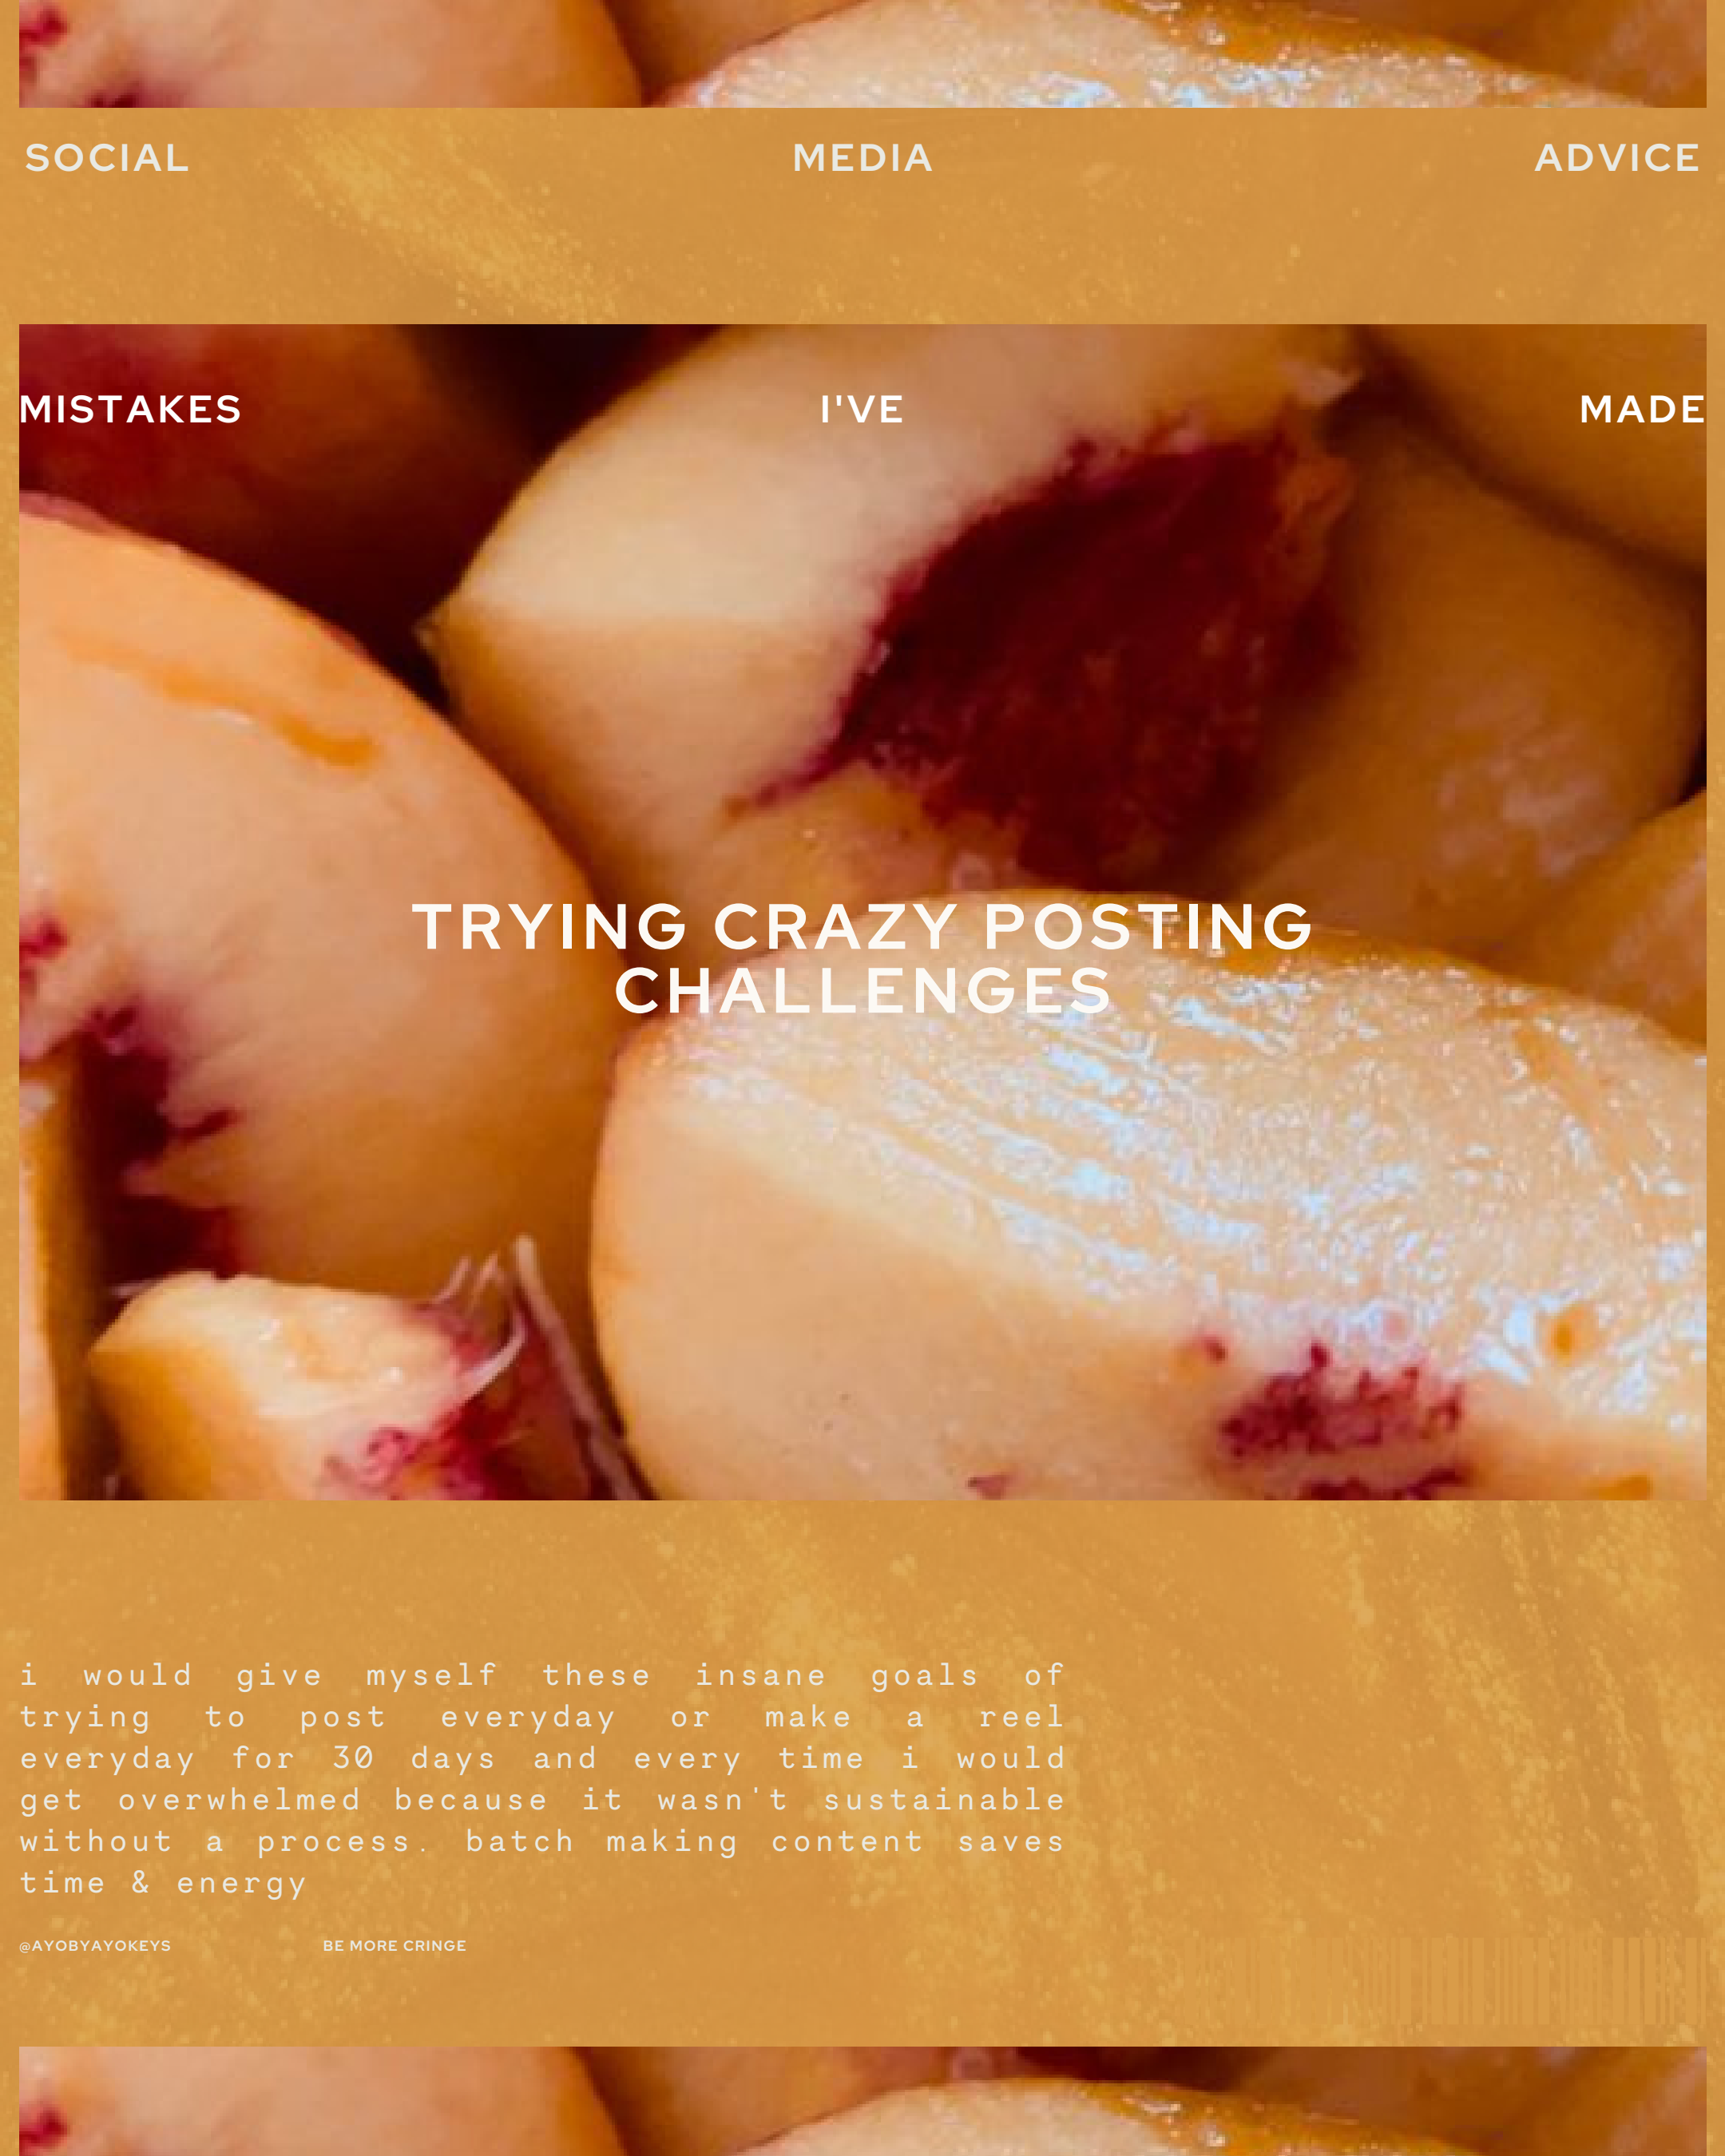 SOCIAL MEDIA ADVICE
MISTAKES I'VE MADE
TRYING CRAZY POSTING
CHALLENGES
i would give myself these insane goals of
trying to post everyday or make a reel
everyday for 30 days and every time i would
get overwhelmed because it wasn't sustainable
without a process. batch making content saves
time & energy
@AYOBYAYOKEYS BE MORE CRINGE